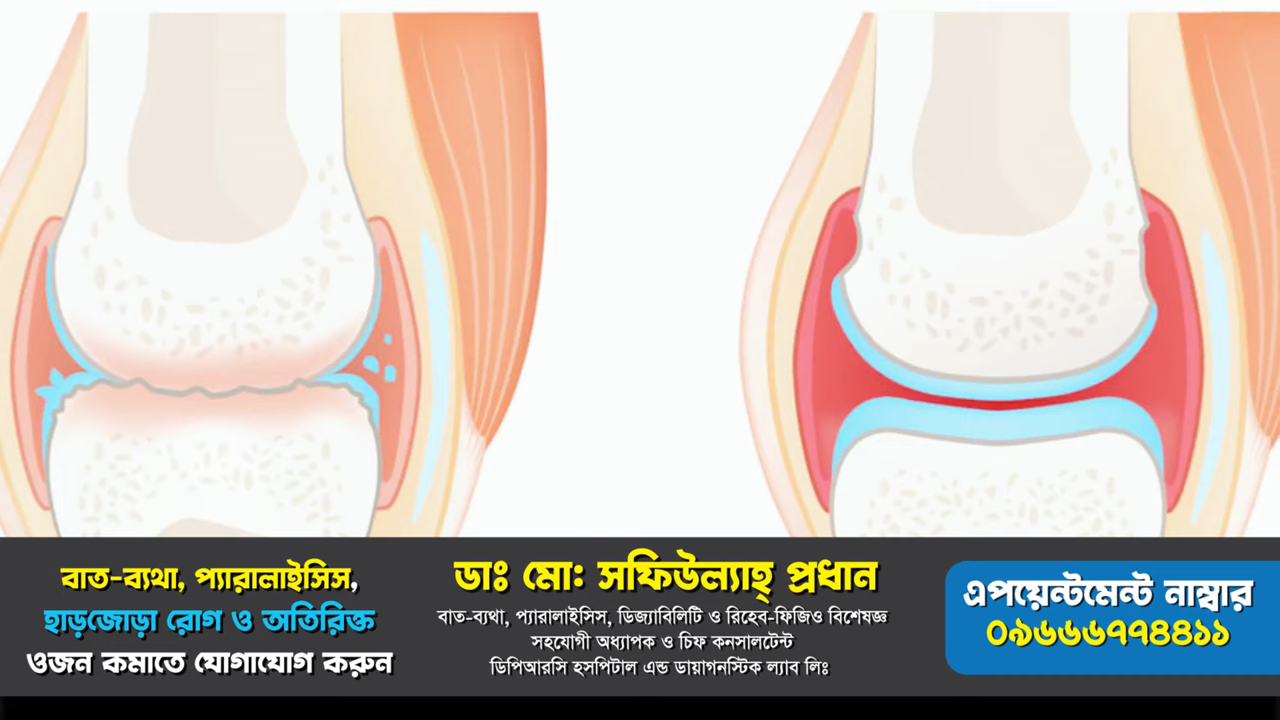 বাত-ব্যথা, প্যারালাইসিস,
হাড়জোড়া রোগ ও অতিরিক্ত
ওজন কমাতে যোগাযোগ করুন
ডাঃ মো: সফিউল্যাহ্ প্রধান
বাত-ব্যথা, প্যারালাইসিস, ডিজ্যাবিলিটি ও রিহেব-ফিজিও বিশেষজ্ঞ
সহযোগী অধ্যাপক ও চিফ কনসালটেন্ট
ডিপিআরসি হসপিটাল এন্ড ডায়াগনস্টিক ল্যাব লিঃ
এপয়েন্টমেন্ট নাম্বার
০৯৬৬৬৭৭৪৪১১